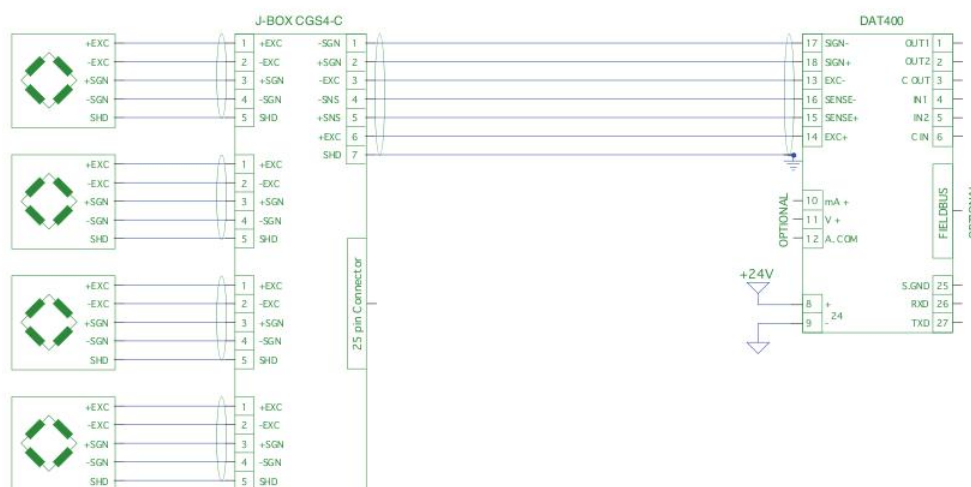 J-BOX CGS4-C
DAT400
+EXC 1 +EXC -SGN 1 17 SIGN- OUT1 1
-EXC 2 -EXC +SGN 2 18 SIGN+ OUT2 2
+SGN 3 +SGN -EXC 3 13 EXC- C OUT 3
-SGN 4 -SGN -SNS 4 16 SENSE- IN1 4
SHD 5 SHD +SNS 5 15 SENSE+ IN2 5
+EXC 6 14 EXC+ C IN 6
SHD 7
+EXC 1 +EXC
-EXC 2 -EXC
+SGN 3 +SGN
-SGN 4 -SGN
SHD 5 SHD
OPTIONAL
10 mA +
11 V +
12 A.COM
FIELDBUS
25 pin Connector
+EXC 1 +EXC
-EXC 2 -EXC
+SGN 3 +SGN
-SGN 4 -SGN
SHD 5 SHD
+24V
8 +
24
9 -
S.GND 25
RXD 26
TXD 27
+EXC 1 +EXC
-EXC 2 -EXC
+SGN 3 +SGN
-SGN 4 -SGN
SHD 5 SHD